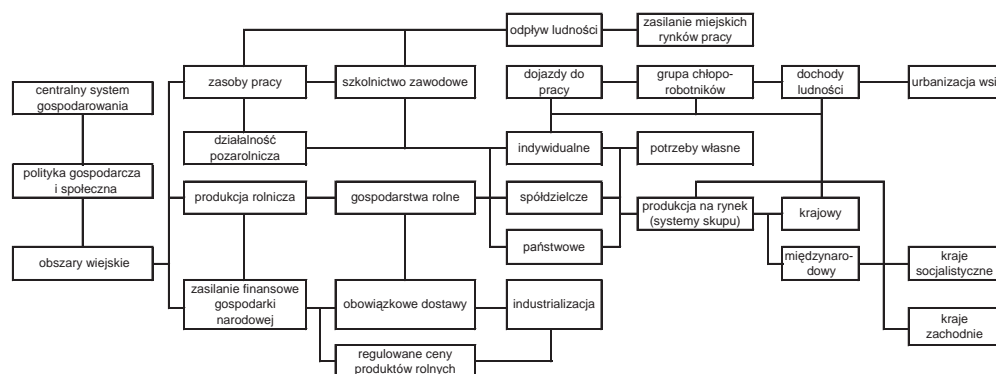 odpływ ludności
zasilanie miejskich
rynków pracy
centralny system
gospodarowania
zasoby pracy
szkolnictwo zawodowe
dojazdy do
pracy
grupa chłopo-
robotników
dochody
ludności
urbanizacja wsi
działalność
pozarolnicza
indywidualne
potrzeby własne
polityka gospodarcza
i społeczna
produkcja rolnicza
gospodarstwa rolne
spółdzielcze
produkcja na rynek
(systemy skupu)
krajowy
państwowe
obszary wiejskie
międzynaro-
dowy
kraje
socjalistyczne
zasilanie finansowe
gospodarki
narodowej
obowiązkowe dostawy
industrializacja
kraje
zachodnie
regulowane ceny
produktów rolnych